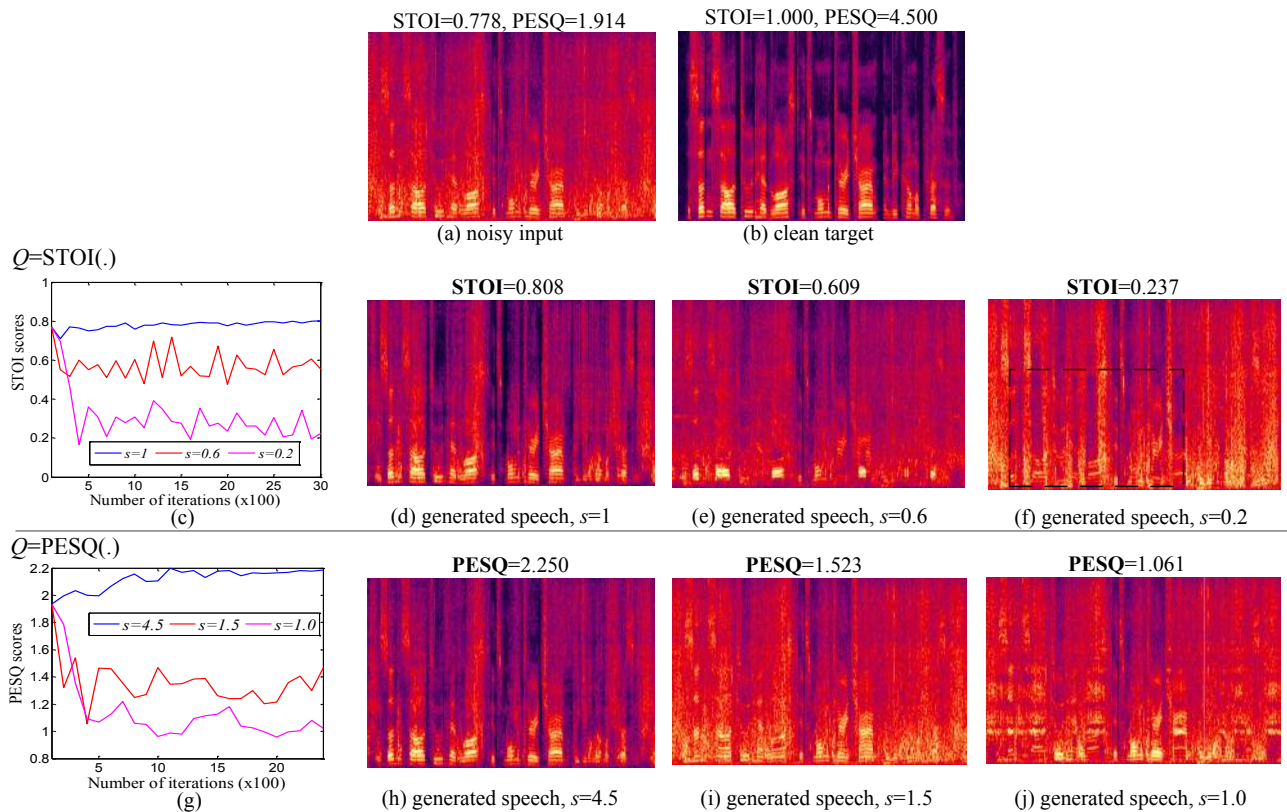 STOI=0.778, PESQ=1.914
STOI=1.000, PESQ=4.500
(a) noisy input
(b) clean target
Q=STOI(.)
STOI=0.808
STOI=0.609
STOI=0.237
1
0.8
0.6
0.4
0.2
0
STOI scores
s=1
s=0.6
s=0.2
5
10
15
20
25
30
Number of iterations (x100)
(c)
(d) generated speech, s=1
(e) generated speech, s=0.6
(f) generated speech, s=0.2
Q=PESQ(.)
PESQ=2.250
PESQ=1.523
PESQ=1.061
2.2
2
1.8
1.6
1.4
1.2
1
0.8
PESQ scores
s=4.5
s=1.5
s=1.0
5
10
15
20
Number of iterations (x100)
(g)
(h) generated speech, s=4.5
(i) generated speech, s=1.5
(j) generated speech, s=1.0